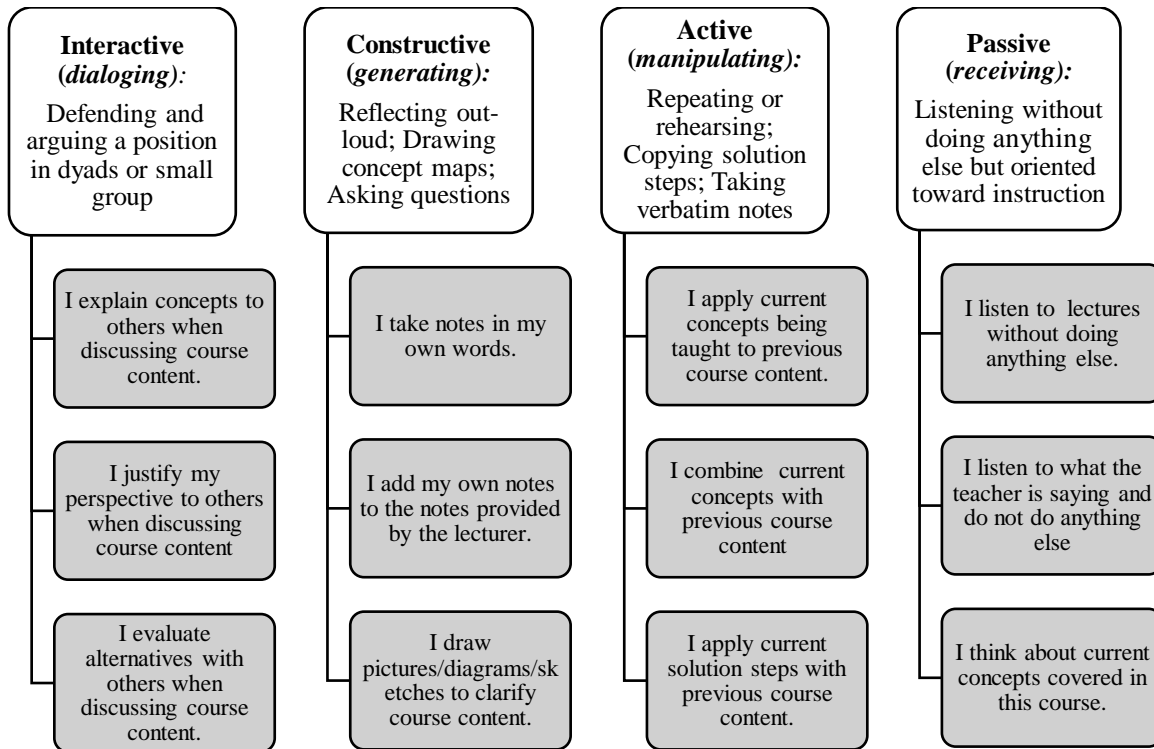 Interactive
(dialoging):
Defending and
arguing a position
in dyads or small
group
I explain concepts to
others when
discussing course
content.
I justify my
perspective to others
when discussing
course content
I evaluate
alternatives with
others when
discussing course
content.
Constructive
(generating):
Reflecting out-
loud; Drawing
concept maps;
Asking questions
I take notes in my
own words.
I add my own notes
to the notes provided
by the lecturer.
I draw
pictures/diagrams/sk
etches to clarify
course content.
Active
(manipulating):
Repeating or
rehearsing;
Copying solution
steps; Taking
verbatim notes
I apply current
concepts being
taught to previous
course content.
I combine current
concepts with
previous course
content
I apply current
solution steps with
previous course
content.
Passive
(receiving):
Listening without
doing anything
else but oriented
toward instruction
I listen to lectures
without doing
anything else.
I listen to what the
teacher is saying and
do not do anything
else
I think about current
concepts covered in
this course.